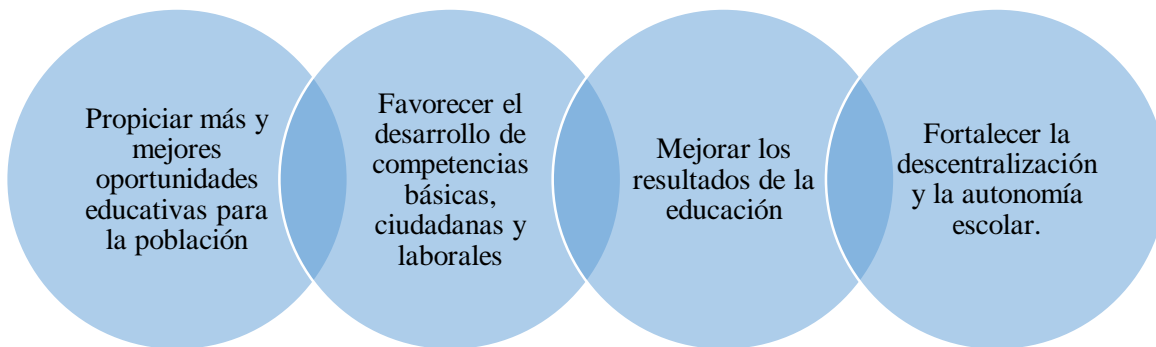 Propiciar más y
mejores
oportunidades
educativas para
la población
Favorecer el
desarrollo de
competencias
básicas,
ciudadanas y
laborales
Mejorar los
resultados de la
educación
Fortalecer la
descentralización
y la autonomía
escolar.